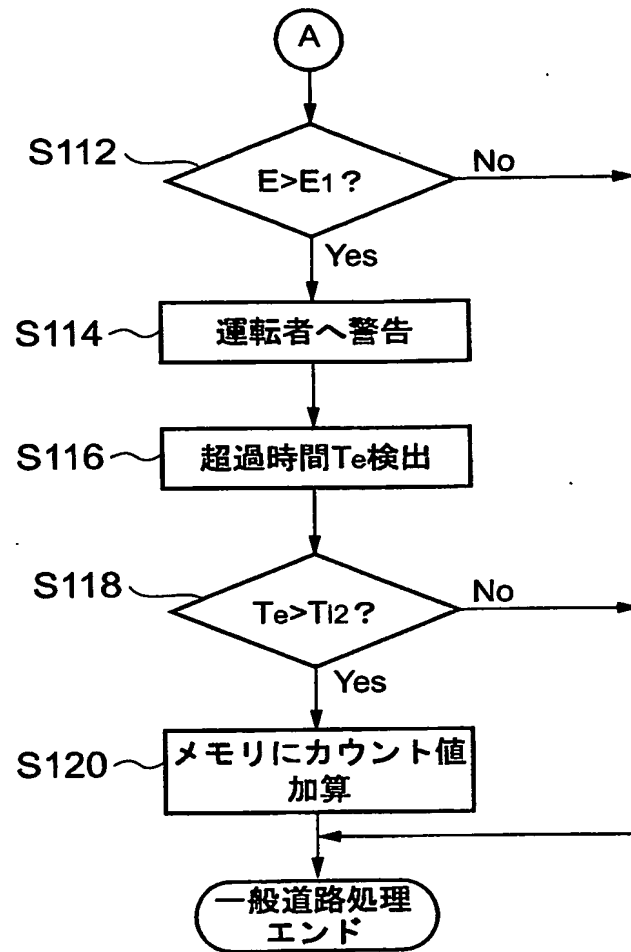 A
S112
E>E1?
No
Yes
S114
運転者へ警告
S116
超過時間Te検出
S118
Te>Ti2?
No
Yes
S120
メモリにカウント値
加算
一般道路処理
エンド